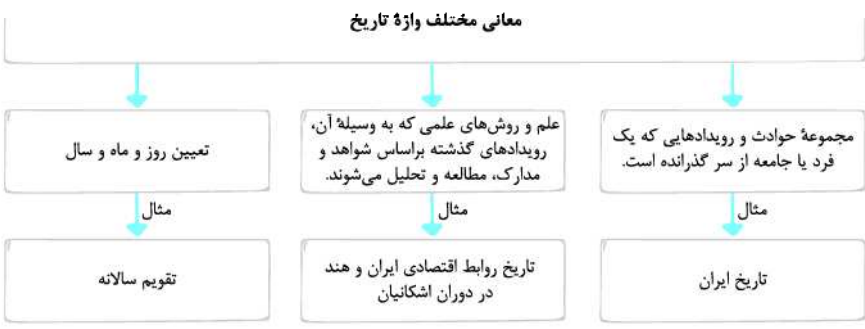 معانی مختلف واژهٔ تاریخ
مجموعهٔ حوادث و رویدادهایی که یک
فرد یا جامعه از سر گذرانده است.
علم و روش‌های علمی که به وسیلهٔ آن،
رویدادهای گذشته براساس شواهد و
مدارک، مطالعه و تحلیل می‌شوند.
تعیین روز و ماه و سال
مثال
مثال
مثال
تاریخ ایران
تاریخ روابط اقتصادی ایران و هند
در دوران اشکانیان
تقویم سالانه